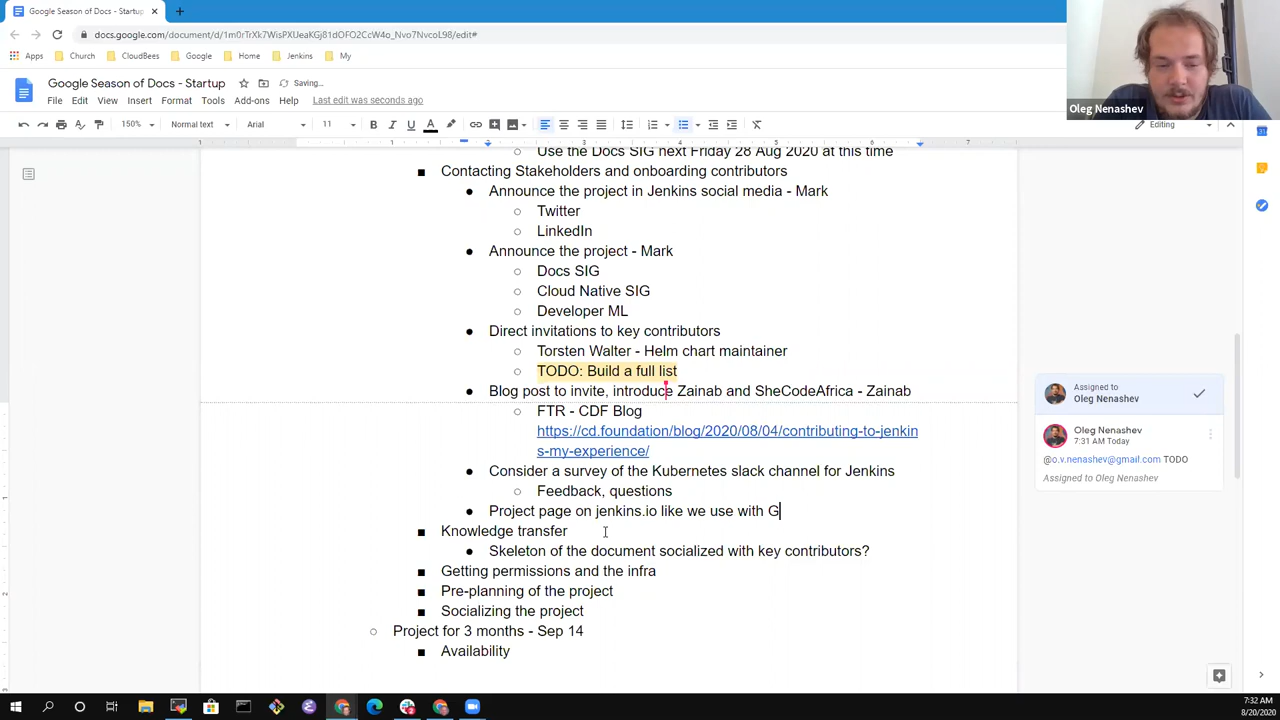 Google Season of Docs - Startup
docs.google.com/document/d/1m0rTrXk7WisPXUeaKGj81dOFO2CcW4o_Nvo7NvcoL98/edit#
Apps Church CloudBees Google Home Jenkins My
Google Season of Docs - Startup Saving...
File Edit View Insert Format Tools Add-ons Help Last edit was seconds ago
150% Normal text Arial 11 B I U A Editing
Oleg Nenashev
Use the Docs SIG next Friday 28 Aug 2020 at this time
Contacting Stakeholders and onboarding contributors
Announce the project in Jenkins social media - Mark
Twitter
LinkedIn
Announce the project - Mark
Docs SIG
Cloud Native SIG
Developer ML
Direct invitations to key contributors
Torsten Walter - Helm chart maintainer
TODO: Build a full list
Blog post to invite, introduce Zainab and SheCodeAfrica - Zainab
FTR - CDF Blog
https://cd.foundation/blog/2020/08/04/contributing-to-jenkin
s-my-experience/
Consider a survey of the Kubernetes slack channel for Jenkins
Feedback, questions
Project page on jenkins.io like we use with G
Knowledge transfer
Skeleton of the document socialized with key contributors?
Getting permissions and the infra
Pre-planning of the project
Socializing the project
Project for 3 months - Sep 14
Availability
Assigned to
Oleg Nenashev
Oleg Nenashev
7:31 AM Today
@o.v.nenashev@gmail.com TODO
Assigned to Oleg Nenashev
7:32 AM
8/20/2020